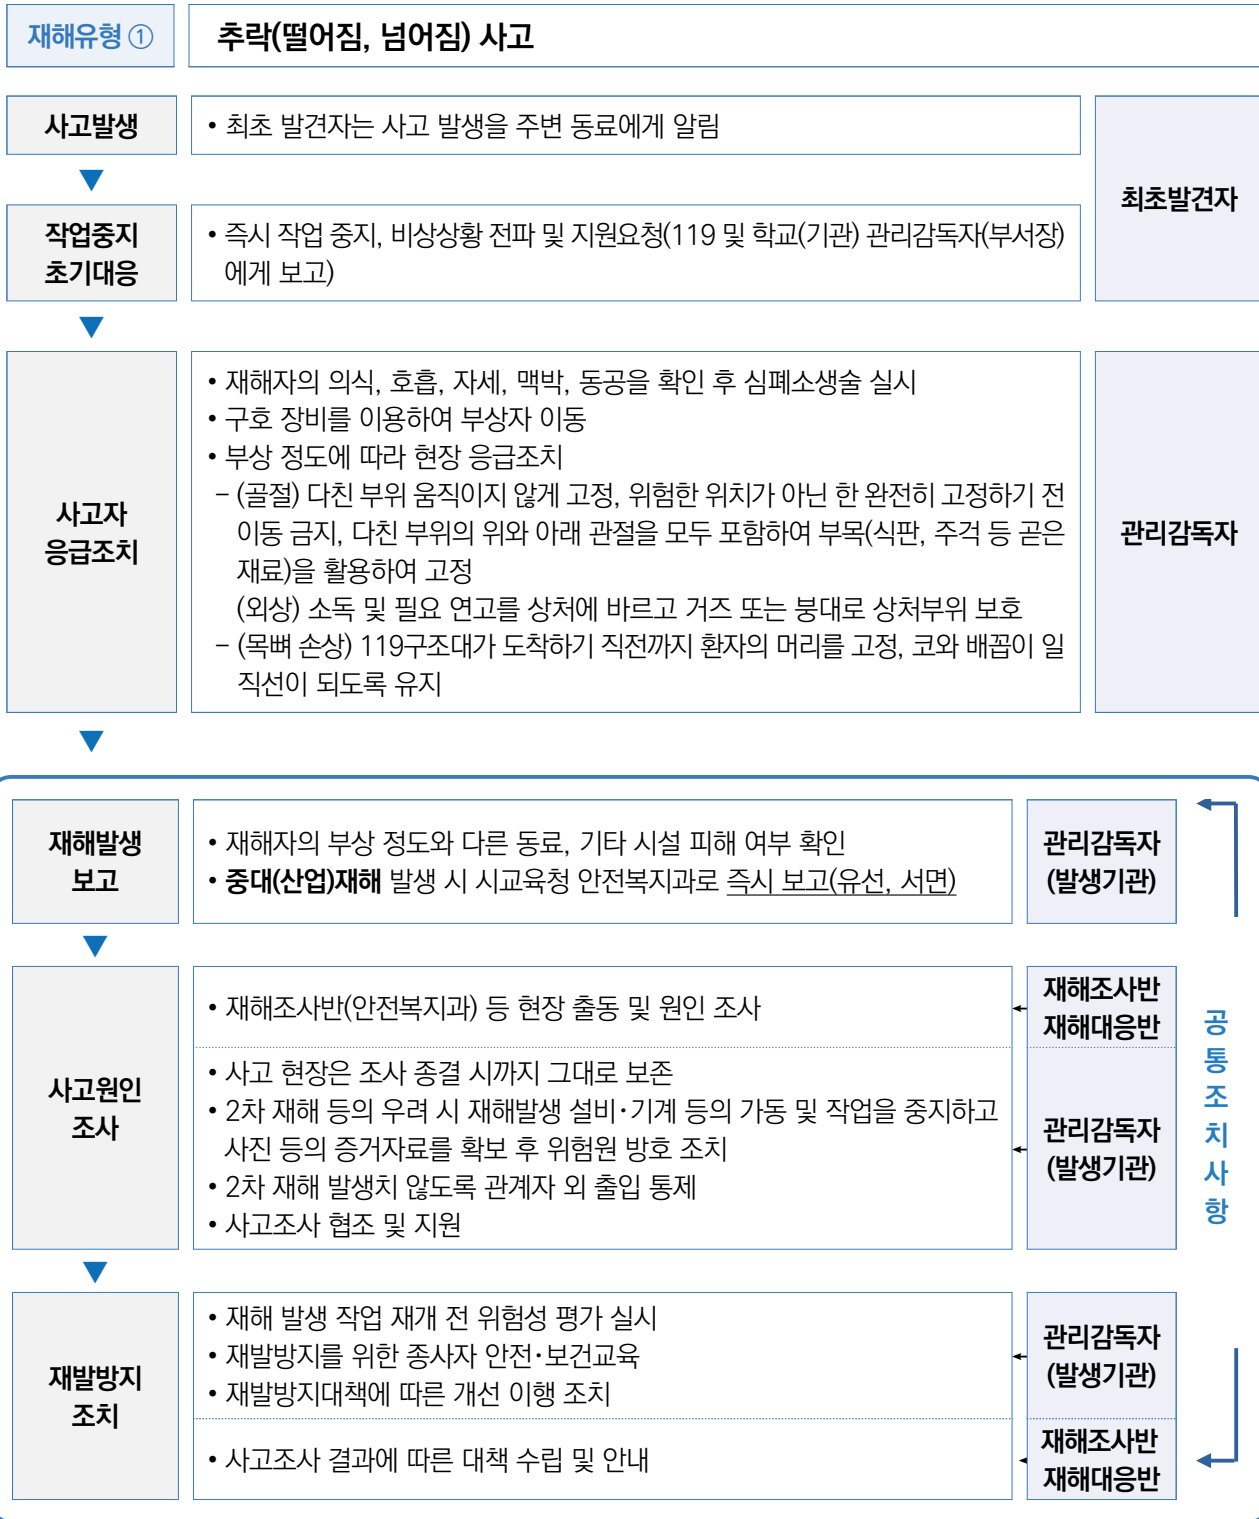 재해유형 ①
추락(떨어짐, 넘어짐) 사고
사고발생
• 최초 발견자는 사고 발생을 주변 동료에게 알림
최초발견자
작업중지
초기대응
• 즉시 작업 중지, 비상상황 전파 및 지원요청(119 및 학교(기관) 관리감독자(부서장)
에게 보고)
사고자
응급조치
• 재해자의 의식, 호흡, 자세, 맥박, 동공을 확인 후 심폐소생술 실시
• 구호 장비를 이용하여 부상자 이동
• 부상 정도에 따라 현장 응급조치
– (골절) 다친 부위 움직이지 않게 고정, 위험한 위치가 아닌 한 완전히 고정하기 전
이동 금지, 다친 부위의 위와 아래 관절을 모두 포함하여 부목(식판, 주걱 등 곧은
재료)을 활용하여 고정
(외상) 소독 및 필요 연고를 상처에 바르고 거즈 또는 붕대로 상처부위 보호
– (목뼈 손상) 119구조대가 도착하기 직전까지 환자의 머리를 고정, 코와 배꼽이 일
직선이 되도록 유지
관리감독자
재해발생
보고
• 재해자의 부상 정도와 다른 동료, 기타 시설 피해 여부 확인
• 중대(산업)재해 발생 시 시교육청 안전복지과로 즉시 보고(유선, 서면)
관리감독자
(발생기관)
사고원인
조사
• 재해조사반(안전복지과) 등 현장 출동 및 원인 조사
재해조사반
재해대응반
• 사고 현장은 조사 종결 시까지 그대로 보존
• 2차 재해 등의 우려 시 재해발생 설비·기계 등의 가동 및 작업을 중지하고
사진 등의 증거자료를 확보 후 위험원 방호 조치
• 2차 재해 발생치 않도록 관계자 외 출입 통제
• 사고조사 협조 및 지원
관리감독자
(발생기관)
공통조치사항
재발방지
조치
• 재해 발생 작업 재개 전 위험성 평가 실시
• 재발방지를 위한 종사자 안전·보건교육
• 재발방지대책에 따른 개선 이행 조치
관리감독자
(발생기관)
• 사고조사 결과에 따른 대책 수립 및 안내
재해조사반
재해대응반